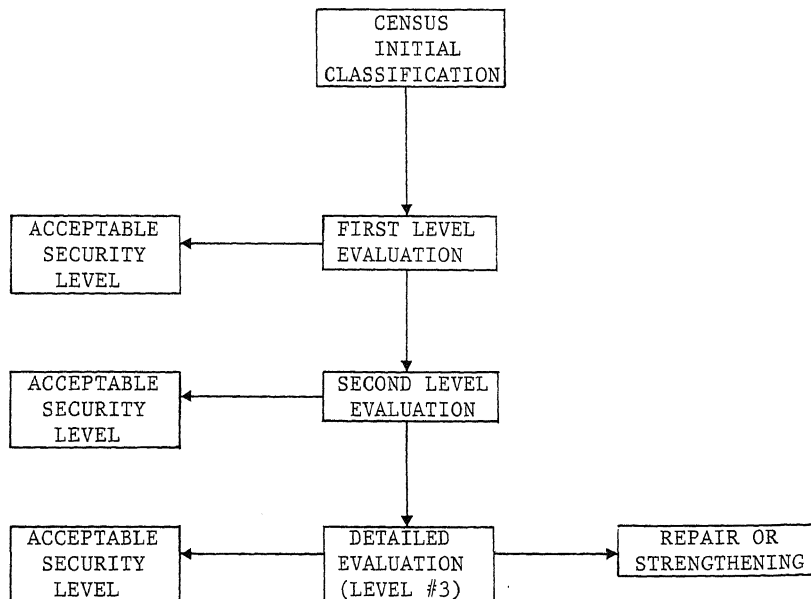 CENSUS
INITIAL
CLASSIFICATION
ACCEPTABLE
SECURITY
LEVEL
FIRST LEVEL
EVALUATION
ACCEPTABLE
SECURITY
LEVEL
SECOND LEVEL
EVALUATION
ACCEPTABLE
SECURITY
LEVEL
DETAILED
EVALUATION
(LEVEL #3)
REPAIR OR
STRENGTHENING